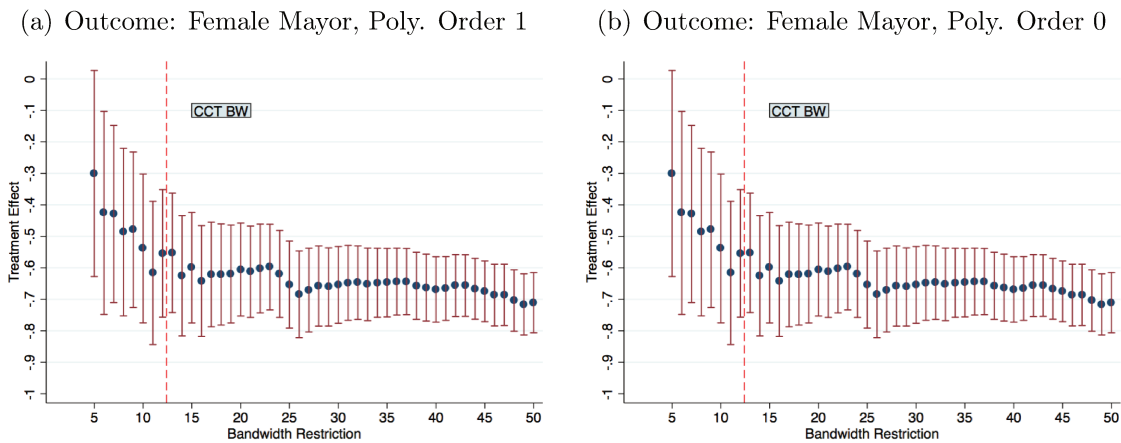 (a) Outcome: Female Mayor, Poly. Order 1
0
-.1
-.2
-.3
-.4
-.5
-.6
-.7
-.8
-.9
-1
Treatment Effect
CCT BW
5 10 15 20 25 30 35 40 45 50
Bandwidth Restriction
(b) Outcome: Female Mayor, Poly. Order 0
0
-.1
-.2
-.3
-.4
-.5
-.6
-.7
-.8
-.9
-1
Treatment Effect
CCT BW
5 10 15 20 25 30 35 40 45 50
Bandwidth Restriction